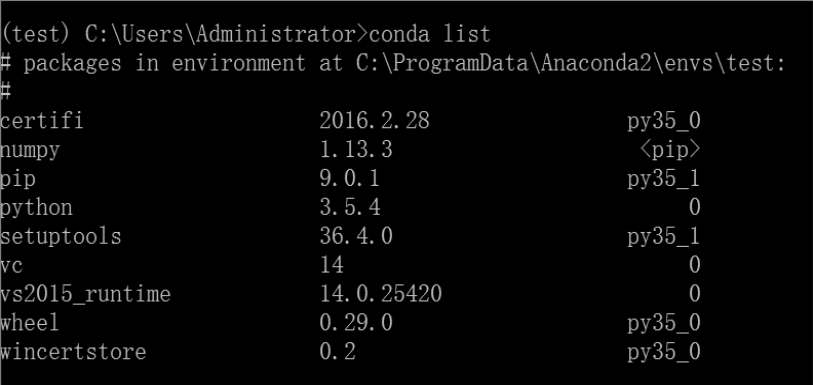 (test) C:\Users\Administrator>conda list
# packages in environment at C:\ProgramData\Anaconda2\envs\test:
#
certifi 2016.2.28 py35_0
numpy 1.13.3 <pip>
pip 9.0.1 py35_1
python 3.5.4 0
setuptools 36.4.0 py35_1
vc 14 0
vs2015_runtime 14.0.25420 0
wheel 0.29.0 py35_0
wincertstore 0.2 py35_0